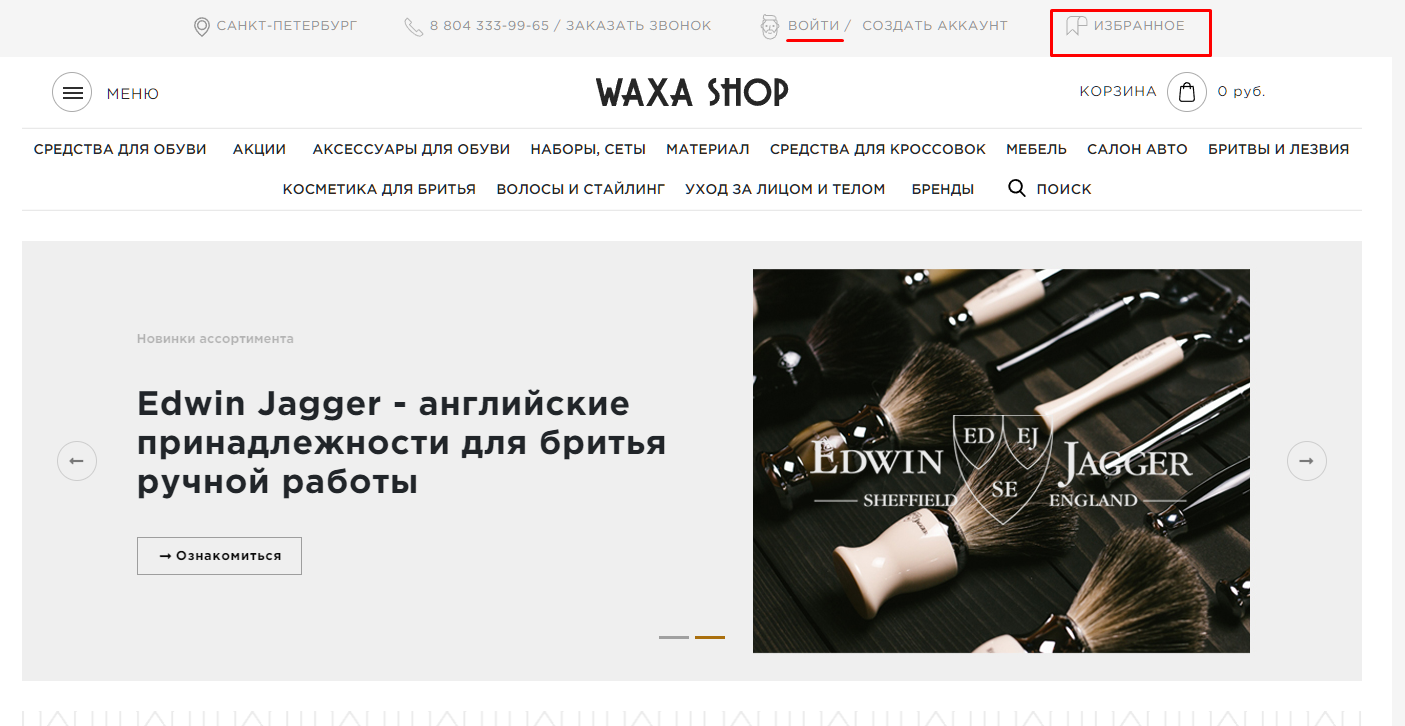 САНКТ-ПЕТЕРБУРГ 8 804 333-99-65 / ЗАКАЗАТЬ ЗВОНОК ВОЙТИ / СОЗДАТЬ АККАУНТ ИЗБРАННОЕ
МЕНЮ WAXA SHOP КОРЗИНА 0 руб.
СРЕДСТВА ДЛЯ ОБУВИ АКЦИИ АКСЕССУАРЫ ДЛЯ ОБУВИ НАБОРЫ, СЕТЫ МАТЕРИАЛ СРЕДСТВА ДЛЯ КРОССОВОК МЕБЕЛЬ САЛОН АВТО БРИТВЫ И ЛЕЗВИЯ
КОСМЕТИКА ДЛЯ БРИТЬЯ ВОЛОСЫ И СТАЙЛИНГ УХОД ЗА ЛИЦОМ И ТЕЛОМ БРЕНДЫ ПОИСК
Новинки ассортимента
Edwin Jagger - английские
принадлежности для бритья
ручной работы
→ Ознакомиться
ED EJ
EDWIN JAGGER
SHEFFIELD SE ENGLAND